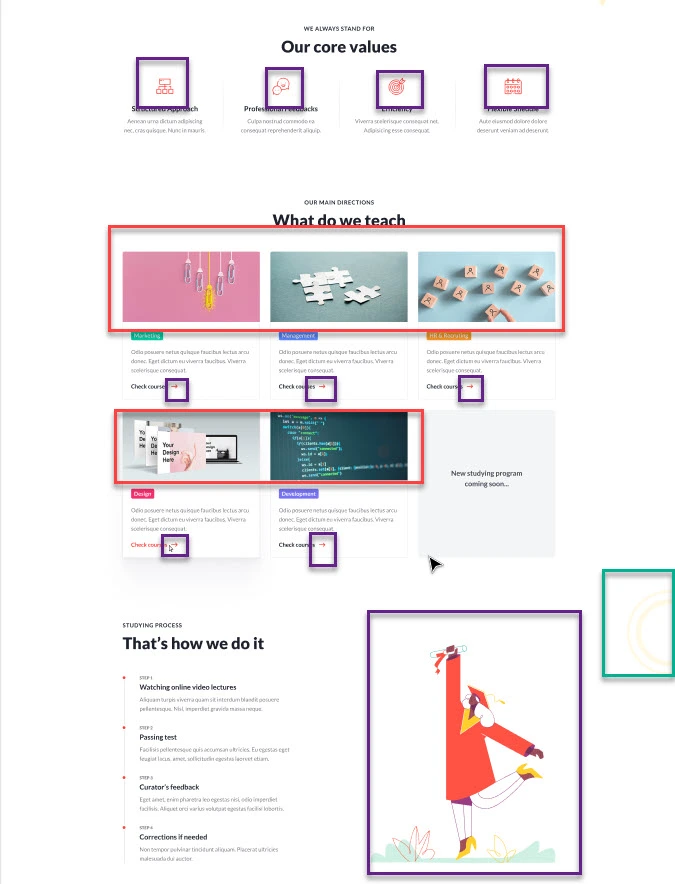 WE ALWAYS STAND FOR
Our core values
Structured Approach
Aenean urna dictum adipiscing
nec, cras quisque. Nunc in mauris.
Professional Feedbacks
Culpa nostrud commodo ea
consequat reprehenderit aliquip.
Efficiency
Viverra scelerisque consequat net.
Adipiscing esse consequat.
Flexible Shedule
Aute eiusmod dolore dolore
deserunt veniam ad deserunt.
OUR MAIN DIRECTIONS
What do we teach
Marketing
Odio posuere netus quisque faucibus lectus arcu
donec. Eget dictum eu viverra faucibus. Viverra
scelerisque consequat.
Check courses →
Management
Odio posuere netus quisque faucibus lectus arcu
donec. Eget dictum eu viverra faucibus. Viverra
scelerisque consequat.
Check courses →
HR & Recruting
Odio posuere netus quisque faucibus lectus arcu
donec. Eget dictum eu viverra faucibus. Viverra
scelerisque consequat.
Check courses →
Your
Design
Here
Design
Odio posuere netus quisque faucibus lectus arcu
donec. Eget dictum eu viverra faucibus. Viverra
scelerisque consequat.
Check courses →
Development
Odio posuere netus quisque faucibus lectus arcu
donec. Eget dictum eu viverra faucibus. Viverra
scelerisque consequat.
Check courses →
New studying program
coming soon...
STUDYING PROCESS
That's how we do it
STEP 1
Watching online video lectures
Aliquam turpis viverra quam sit interdum blandit posuere
pellentesque. Nisl, imperdiet gravida massa neque.
STEP 2
Passing test
Facilisis pellentesque quis accumsan ultricies. Eu egestas eget
feugiat lacus, amet, sollicitudin egestas laoreet etiam.
STEP 3
Curator's feedback
Eget amet, enim pharetra leo egestas nisi, odio imperdiet
facilisis. Aliquat orci varius volutpat egestas facilisi lobortis.
STEP 4
Corrections if needed
Non tempor pulvinar tincidunt aliquam. Placerat ultricies
malesuada dui auctor.